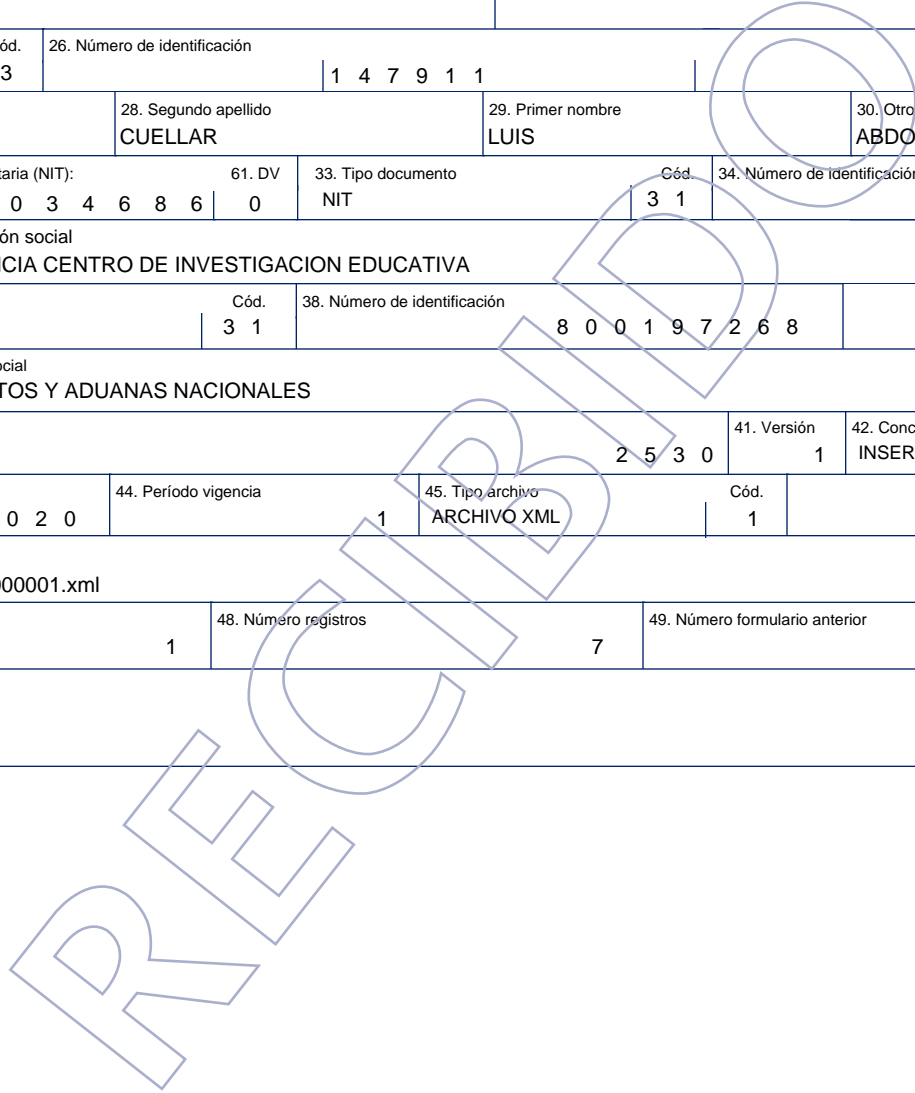 ód. 26. Número de identificación
3 1 4 7 9 1 1
28. Segundo apellido 29. Primer nombre 30. Otro
CUELLAR LUIS ABDO
taria (NIT): 61. DV 33. Tipo documento Cód. 34. Número de identificación
0 3 4 6 8 6 0 NIT 3 1
ón social
CIA CENTRO DE INVESTIGACION EDUCATIVA
Cód. 38. Número de identificación
3 1 8 0 0 1 9 7 2 6 8
ocial
TOS Y ADUANAS NACIONALES
41. Versión 42. Conc
2 5 3 0 1 INSER
44. Período vigencia 45. Tipo archivo Cód.
0 2 0 1 ARCHIVO XML 1
000001.xml
48. Número registros 49. Número formulario anterior
1 7
RECIBIDO